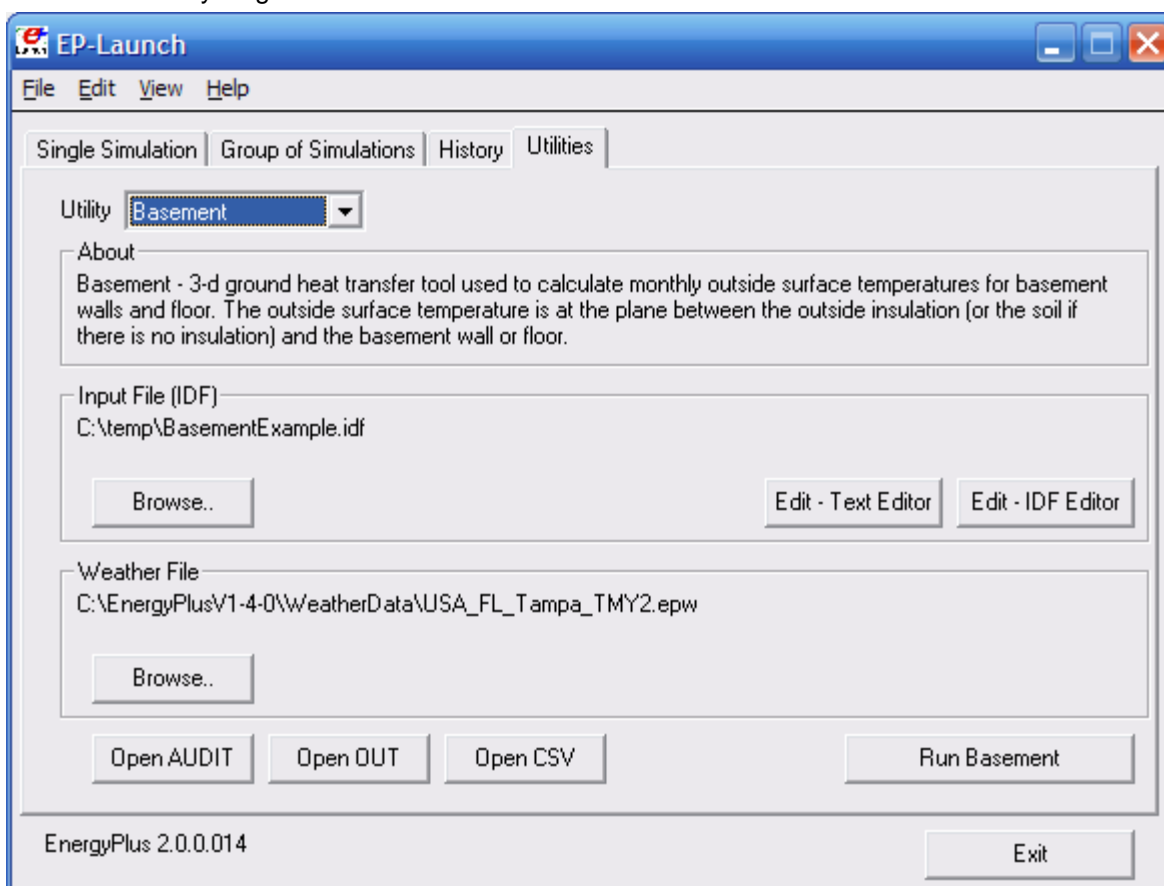 EP-Launch
File Edit View Help
Single Simulation Group of Simulations History Utilities
Utility Basement
About
Basement - 3-d ground heat transfer tool used to calculate monthly outside surface temperatures for basement
walls and floor. The outside surface temperature is at the plane between the outside insulation (or the soil if
there is no insulation) and the basement wall or floor.
Input File (IDF)
C:\temp\BasementExample.idf
Browse.. Edit - Text Editor Edit - IDF Editor
Weather File
C:\EnergyPlusV1-4-0\WeatherData\USA_FL_Tampa_TMY2.epw
Browse..
Open AUDIT Open OUT Open CSV Run Basement
EnergyPlus 2.0.0.014 Exit